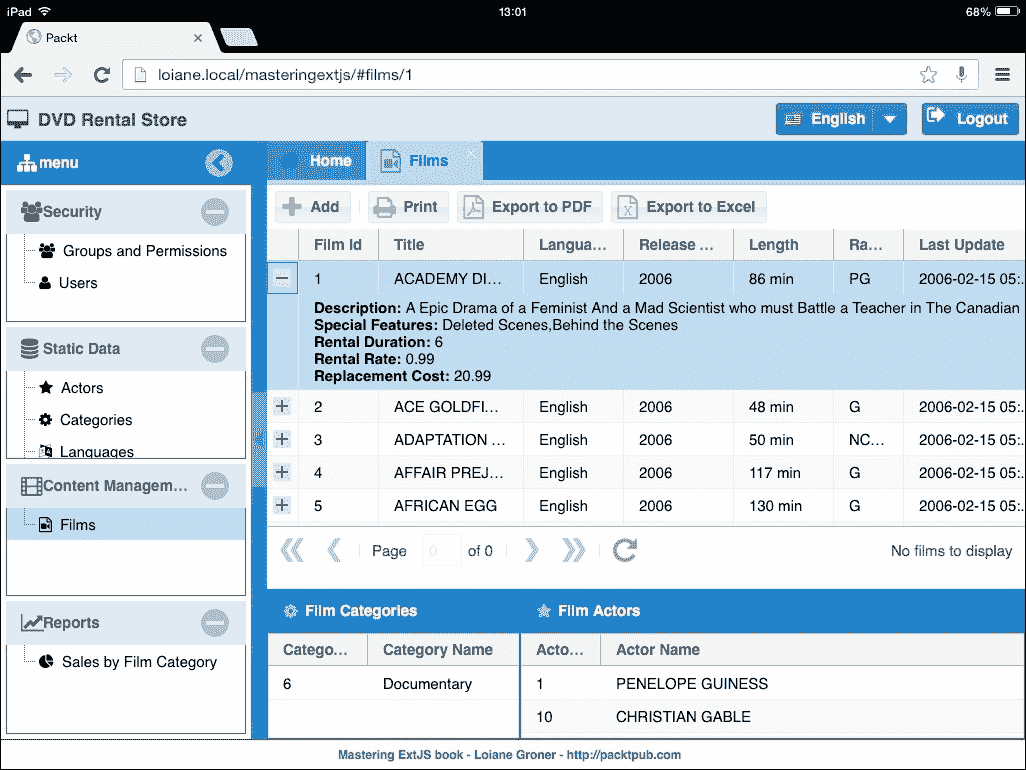 iPad 13:01 68%
Packt
loiane.local/masteringextjs/#films/1
DVD Rental Store English Logout
menu
Security
Groups and Permissions
Users
Static Data
Actors
Categories
Languages
Content Managem...
Films
Reports
Sales by Film Category
Home Films
Add Print Export to PDF Export to Excel
Film Id Title Langua... Release ... Length Ra... Last Update
1 ACADEMY DI... English 2006 86 min PG 2006-02-15 05:..
Description: A Epic Drama of a Feminist And a Mad Scientist who must Battle a Teacher in The Canadian
Special Features: Deleted Scenes,Behind the Scenes
Rental Duration: 6
Rental Rate: 0.99
Replacement Cost: 20.99
2 ACE GOLDFI... English 2006 48 min G 2006-02-15 05:..
3 ADAPTATION ... English 2006 50 min NC... 2006-02-15 05:..
4 AFFAIR PREJ... English 2006 117 min G 2006-02-15 05:..
5 AFRICAN EGG English 2006 130 min G 2006-02-15 05:..
Page 0 of 0 No films to display
Film Categories
Catego... Category Name
6 Documentary
Film Actors
Acto... Actor Name
1 PENELOPE GUINESS
10 CHRISTIAN GABLE
Mastering ExtJS book - Loiane Groner - http://packtpub.com